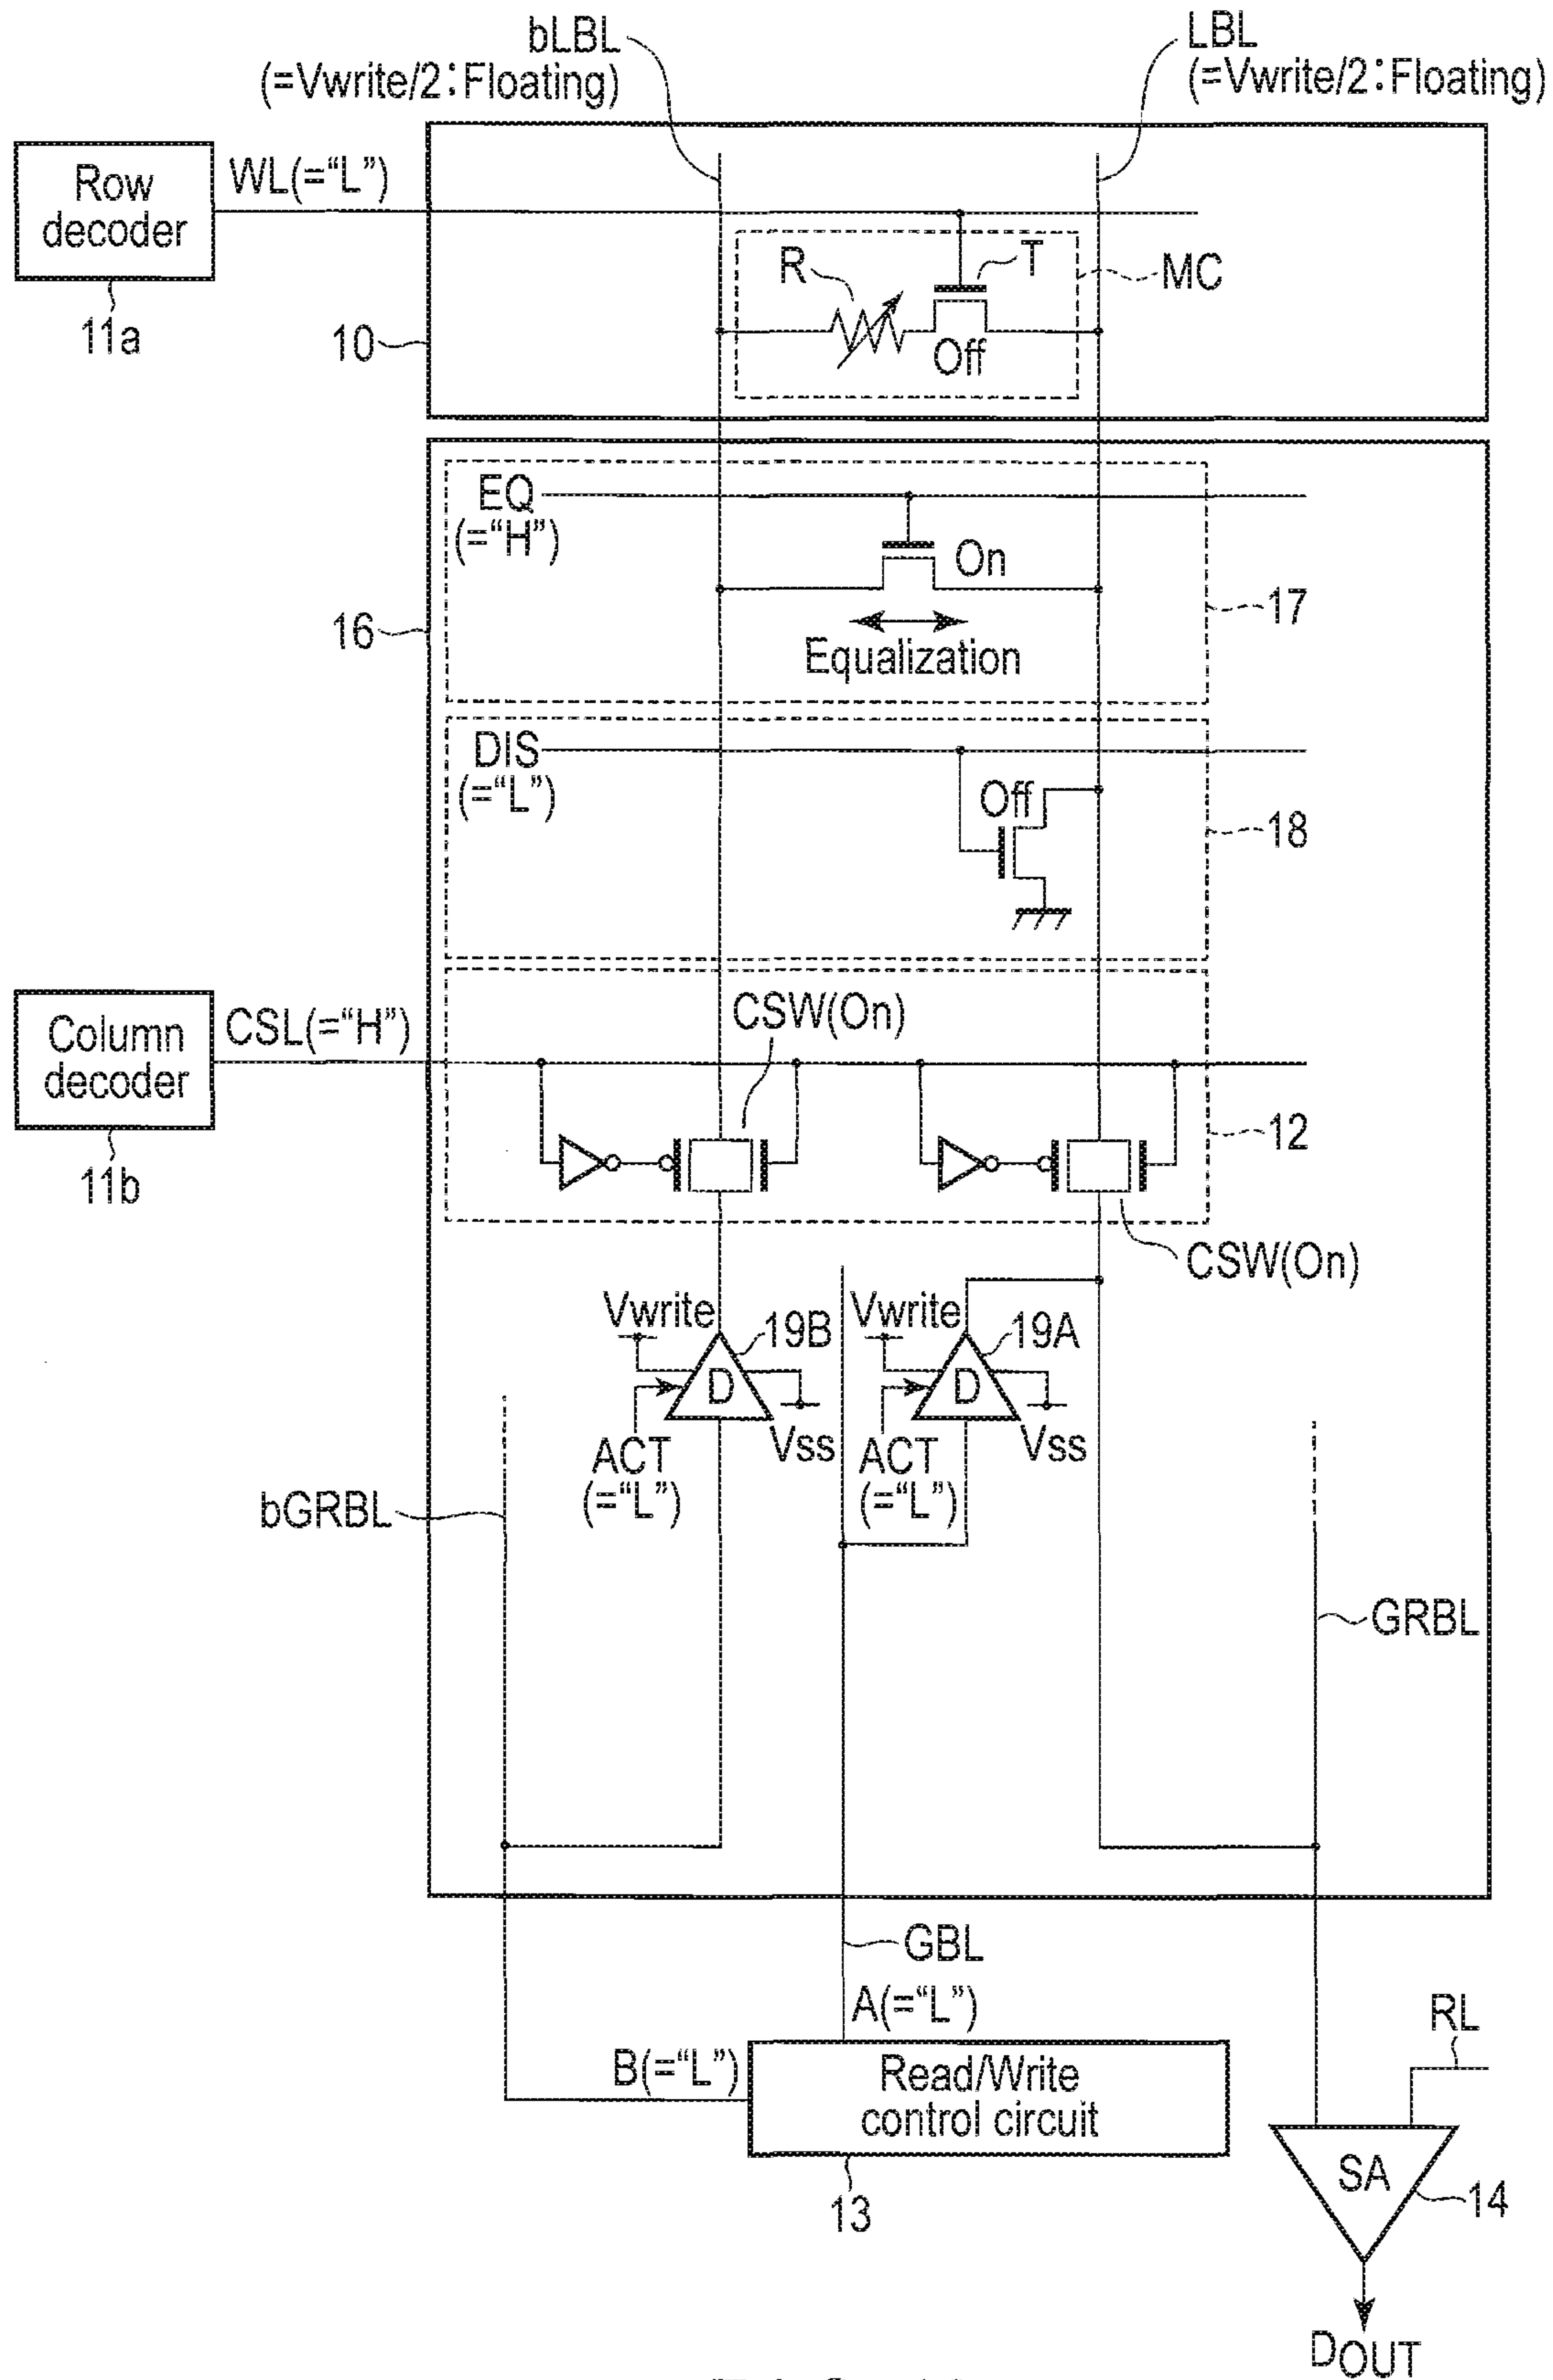 bLBL
(=Vwrite/2:Floating)
LBL
(=Vwrite/2:Floating)
Row
decoder
11a
WL(="L")
10
R
T
MC
Off
EQ
(="H")
On
Equalization
16
17
DIS
(="L")
Off
18
Column
decoder
11b
CSL(="H")
CSW(On)
12
CSW(On)
Vwrite
19B
D
Vss
ACT
(="L")
Vwrite
19A
D
Vss
ACT
(="L")
bGRBL
GRBL
GBL
A(="L")
B(="L")
Read/Write
control circuit
13
RL
SA
14
DOUT